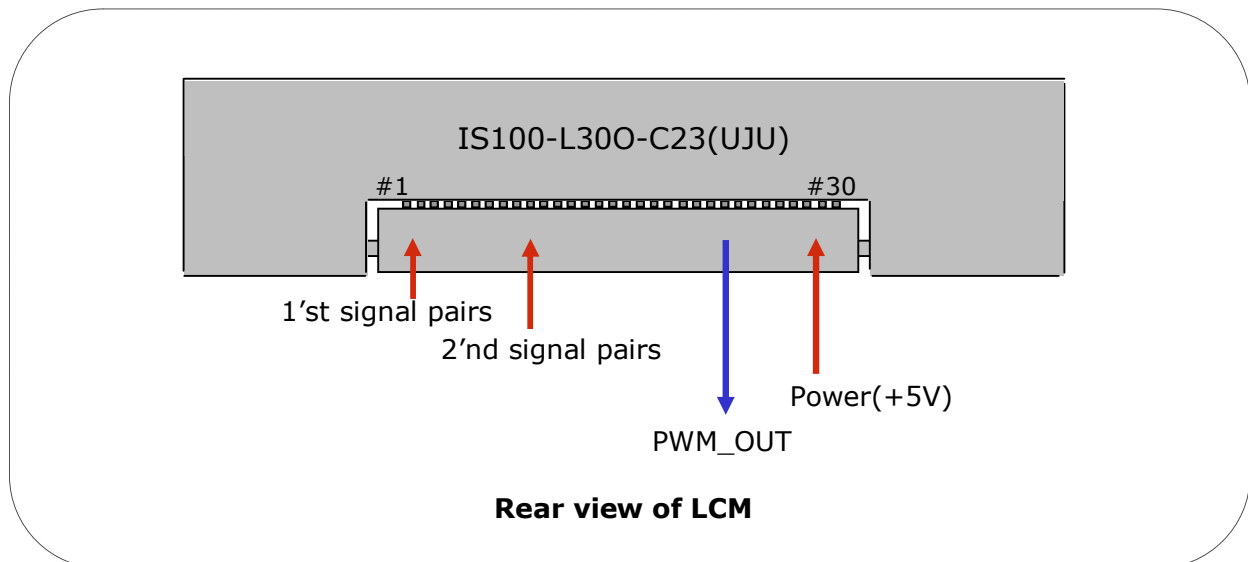 IS100-L30O-C23(UJU)
#1 #30
1’st signal pairs
2’nd signal pairs
Power(+5V)
PWM_OUT
Rear view of LCM